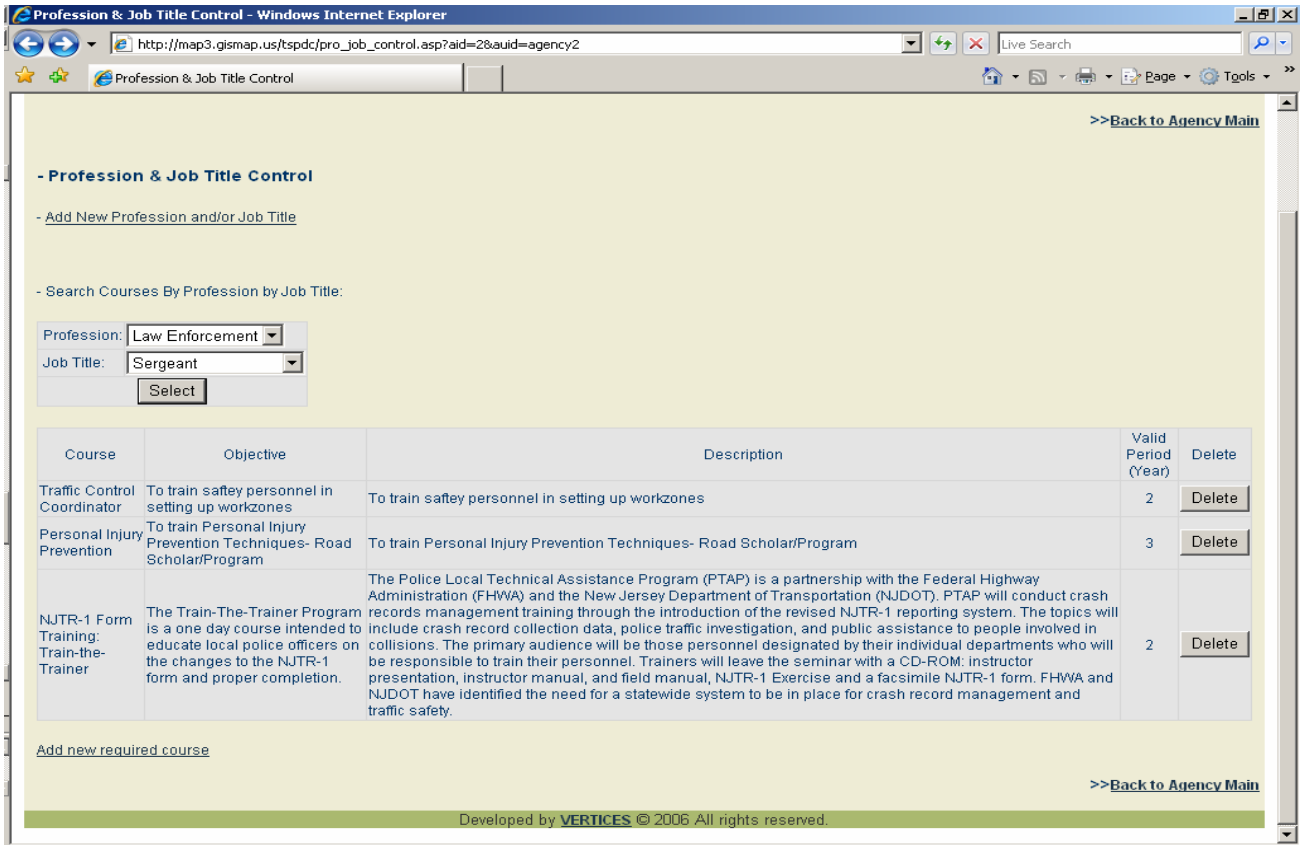 Profession & Job Title Control - Windows Internet Explorer
http://map3.gismap.us/tspdc/pro_job_control.asp?aid=2&auid=agency2
Live Search
Profession & Job Title Control
Page
Tools
>>Back to Agency Main
- Profession & Job Title Control
- Add New Profession and/or Job Title
- Search Courses By Profession by Job Title:
Profession: Law Enforcement
Job Title: Sergeant
Select
Course Objective Description Valid Period (Year) Delete
Traffic Control
Coordinator
To train saftey personnel in
setting up workzones
To train saftey personnel in setting up workzones
2
Delete
Personal Injury
Prevention
To train Personal Injury
Prevention Techniques- Road
Scholar/Program
To train Personal Injury Prevention Techniques- Road Scholar/Program
3
Delete
NJTR-1 Form
Training:
Train-the-
Trainer
The Train-The-Trainer Program
is a one day course intended to
educate local police officers on
the changes to the NJTR-1
form and proper completion.
The Police Local Technical Assistance Program (PTAP) is a partnership with the Federal Highway
Administration (FHWA) and the New Jersey Department of Transportation (NJDOT). PTAP will conduct crash
records management training through the introduction of the revised NJTR-1 reporting system. The topics will
include crash record collection data, police traffic investigation, and public assistance to people involved in
collisions. The primary audience will be those personnel designated by their individual departments who will
be responsible to train their personnel. Trainers will leave the seminar with a CD-ROM: instructor
presentation, instructor manual, and field manual, NJTR-1 Exercise and a facsimile NJTR-1 form. FHWA and
NJDOT have identified the need for a statewide system to be in place for crash record management and
traffic safety.
2
Delete
Add new required course
>>Back to Agency Main
Developed by VERTICES © 2006 All rights reserved.